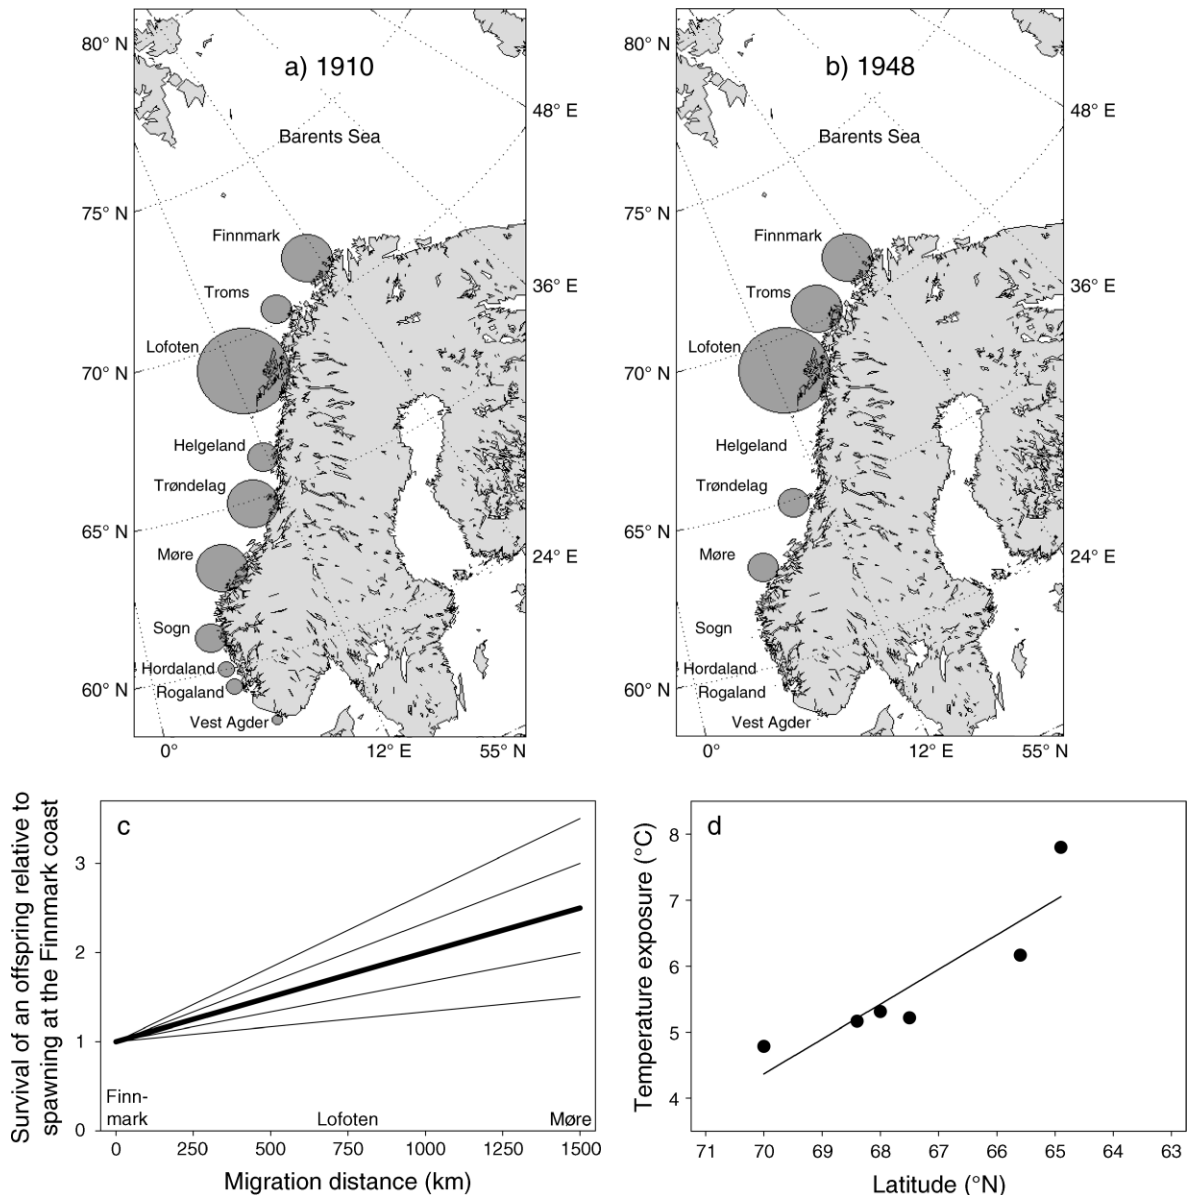 a) 1910
80° N
75° N
70° N
65° N
60° N
48° E
36° E
24° E
0°
12° E
55° N
Barents Sea
Finnmark
Troms
Lofoten
Helgeland
Trøndelag
Møre
Sogn
Hordaland
Rogaland
Vest Agder
b) 1948
80° N
75° N
70° N
65° N
60° N
48° E
36° E
24° E
0°
12° E
55° N
Barents Sea
Finnmark
Troms
Lofoten
Helgeland
Trøndelag
Møre
Sogn
Hordaland
Rogaland
Vest Agder
c
Survival of an offspring relative to
spawning at the Finnmark coast
3
2
1
0
Finn-
mark
Lofoten
Møre
0 250 500 750 1000 1250 1500
Migration distance (km)
d
Temperature exposure (°C)
8
7
6
5
4
71 70 69 68 67 66 65 64 63
Latitude (°N)